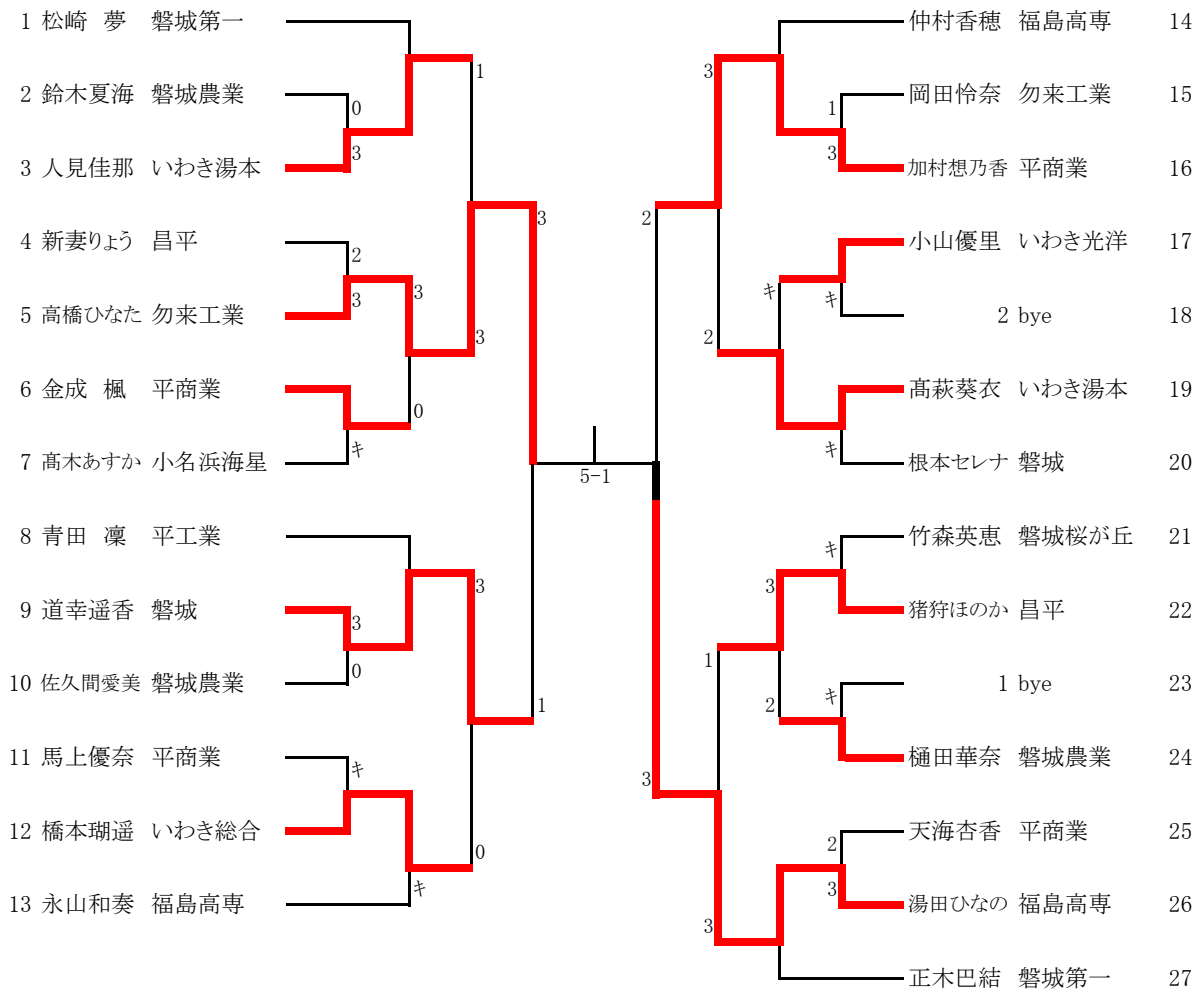 1 松崎 夢 磐城第一
2 鈴木夏海 磐城農業
3 人見佳那 いわき湯本
4 新妻りょう 昌平
5 高橋ひなた 勿来工業
6 金成 楓 平商業
7 髙木あすか 小名浜海星
8 青田 凜 平工業
9 道幸遥香 磐城
10 佐久間愛美 磐城農業
11 馬上優奈 平商業
12 橋本瑚遥 いわき総合
13 永山和奏 福島高専
1
0
3
3
2
3
3
3
0
キ
3
3
0
1
キ
0
キ
5-1
仲村香穂 福島高専 14
岡田怜奈 勿来工業 15
加村想乃香 平商業 16
小山優里 いわき光洋 17
2 bye 18
髙萩葵衣 いわき湯本 19
根本セレナ 磐城 20
竹森英恵 磐城桜が丘 21
猪狩ほのか 昌平 22
1 bye 23
樋田華奈 磐城農業 24
天海杏香 平商業 25
湯田ひなの 福島高専 26
正木巴結 磐城第一 27
3
1
3
2
キ
キ
2
キ
キ
3
1
キ
2
3
2
3
3